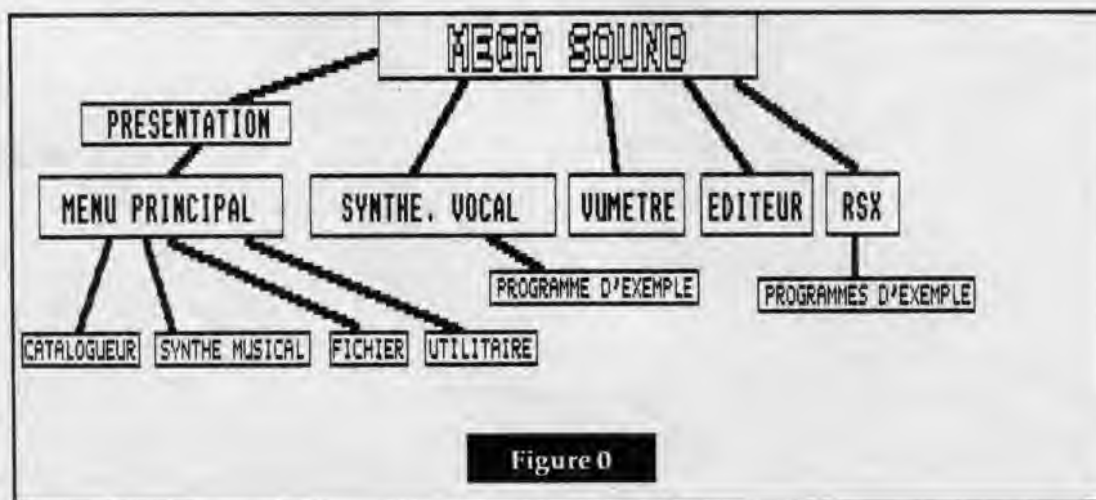 MEGA SOUND
PRESENTATION
MENU PRINCIPAL
SYNTHE. VOCAL
VUMETRE
EDITEUR
RSX
PROGRAMME D'EXEMPLE
PROGRAMMES D'EXEMPLE
CATALOGUEUR
SYNTHE MUSICAL
FICHIER
UTILITAIRE
Figure 0